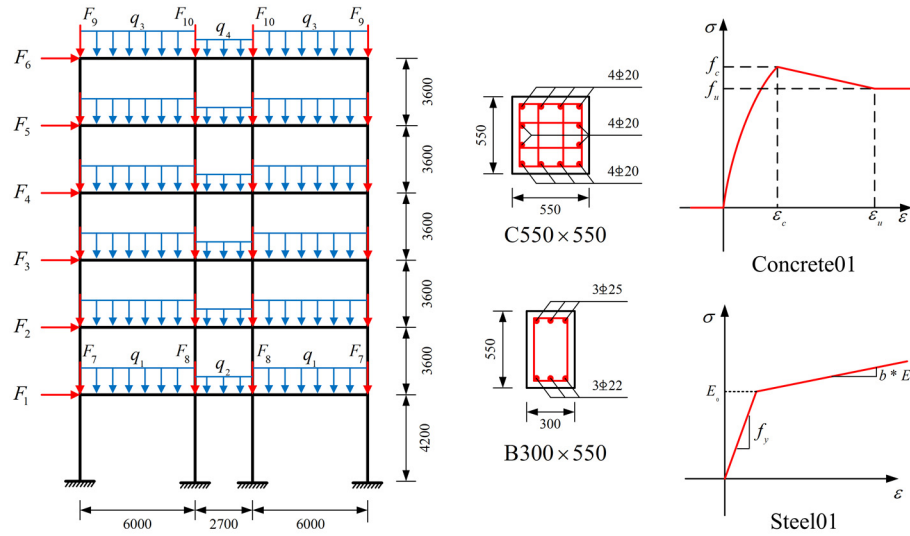 F9 q3 F10 F10 q3 F9
q4
F6
F5
F4
F3
F2
F7 q1 F8 q2 F8 q1 F7
F1
3600
3600
3600
3600
3600
4200
6000 2700 6000
4Φ20
4Φ20
4Φ20
550
550
C550×550
3Φ25
3Φ22
550
300
B300×550
σ
fc
fu
εc
εu
ε
Concrete01
σ
E0
b * E
fy
ε
Steel01